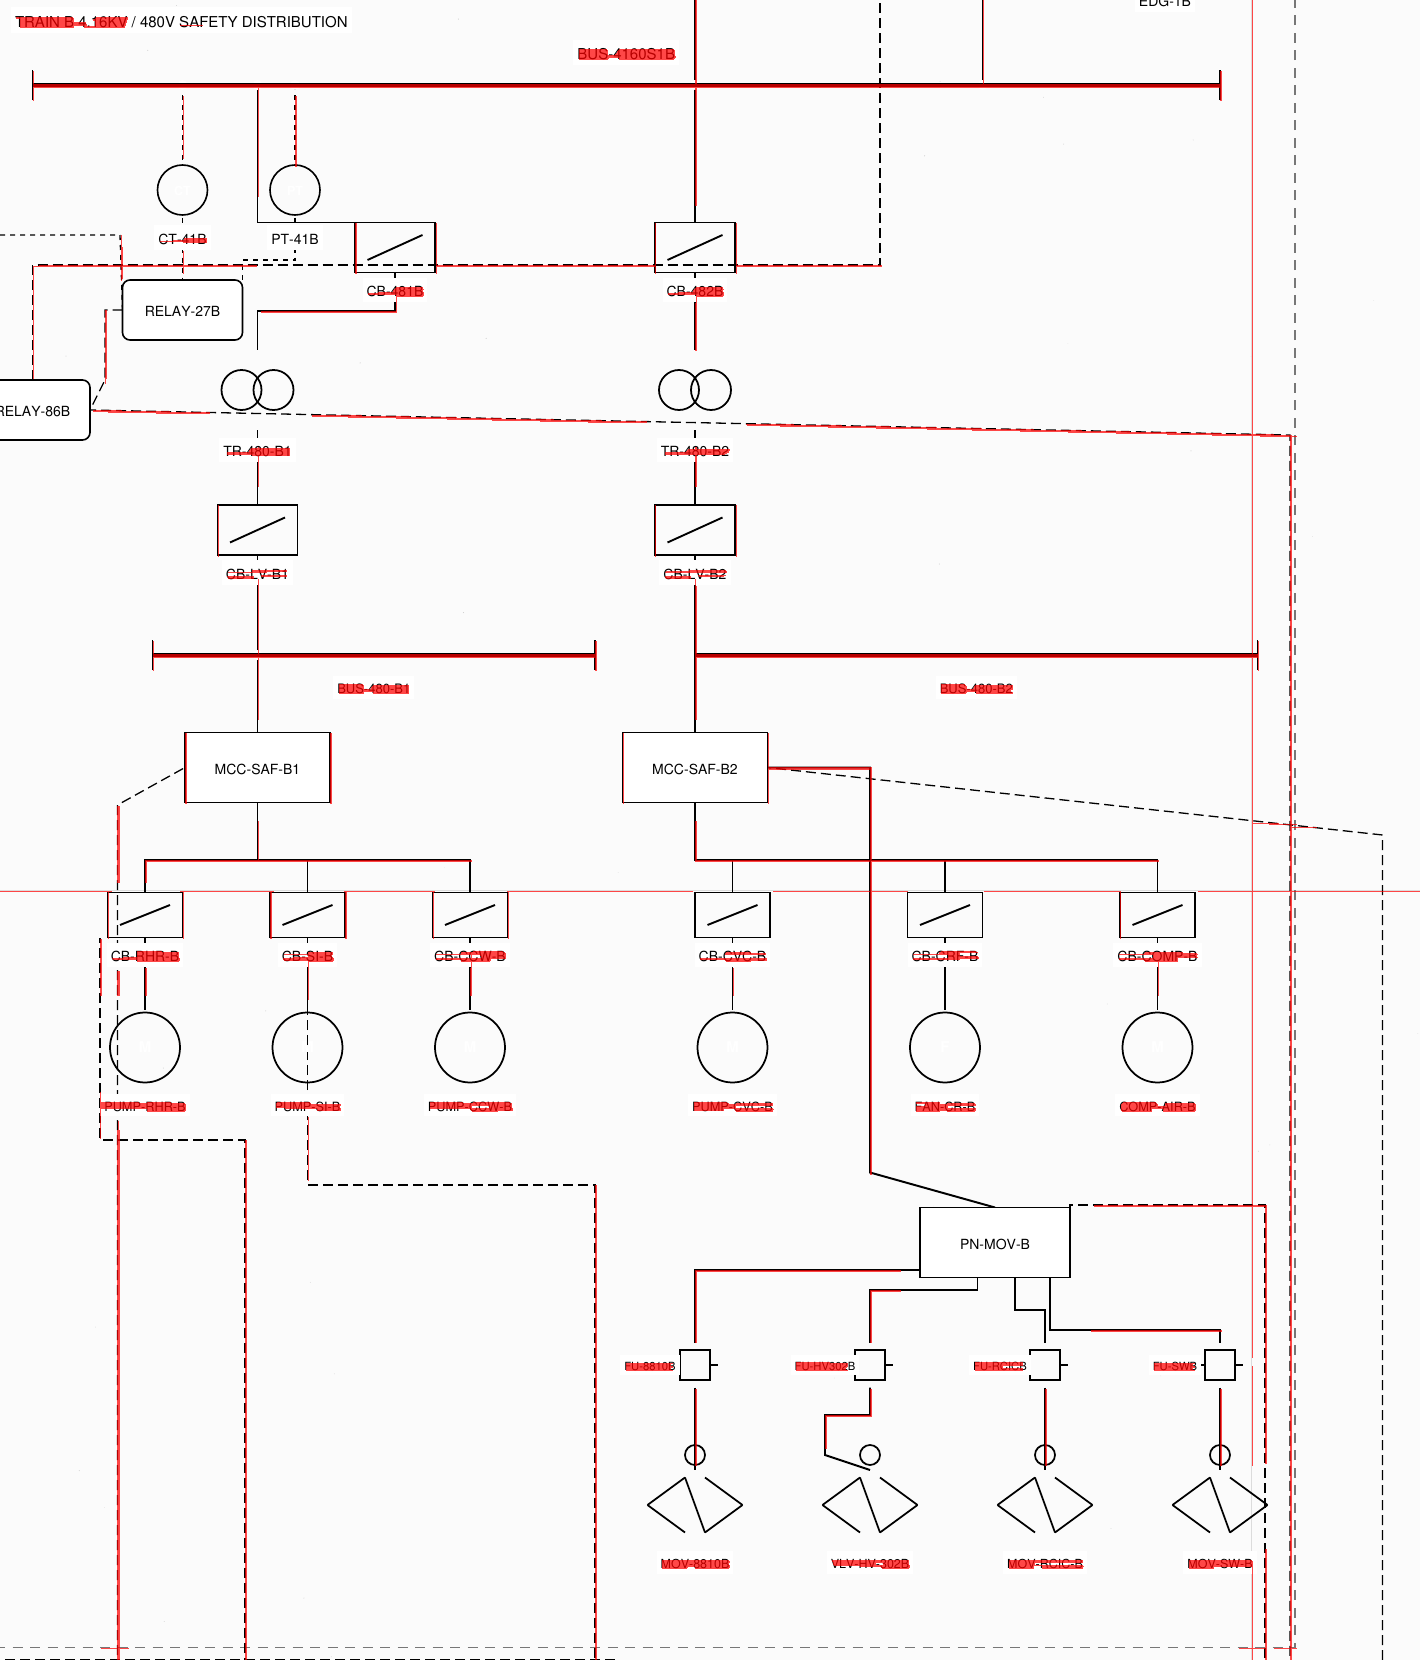 EDG-1B
TRAIN B 4.16KV / 480V SAFETY DISTRIBUTION
BUS-4160S1B
CT-41B
PT-41B
CB-481B
CB-482B
RELAY-27B
RELAY-86B
TR-480-B1
TR-480-B2
CB-LV-B1
CB-LV-B2
BUS-480-B1
BUS-480-B2
MCC-SAF-B1
MCC-SAF-B2
CB-RHR-B
CB-SI-B
CB-CCW-B
CB-CVC-B
CB-CRF-B
CB-COMP-B
PUMP-RHR-B
PUMP-SI-B
PUMP-CCW-B
PUMP-CVC-B
FAN-CR-B
COMP-AIR-B
PN-MOV-B
FU-8810B
FU-HV302B
FU-RCICB
FU-SWB
MOV-8810B
VLV-HV-302B
MOV-RCIC-B
MOV-SW-B